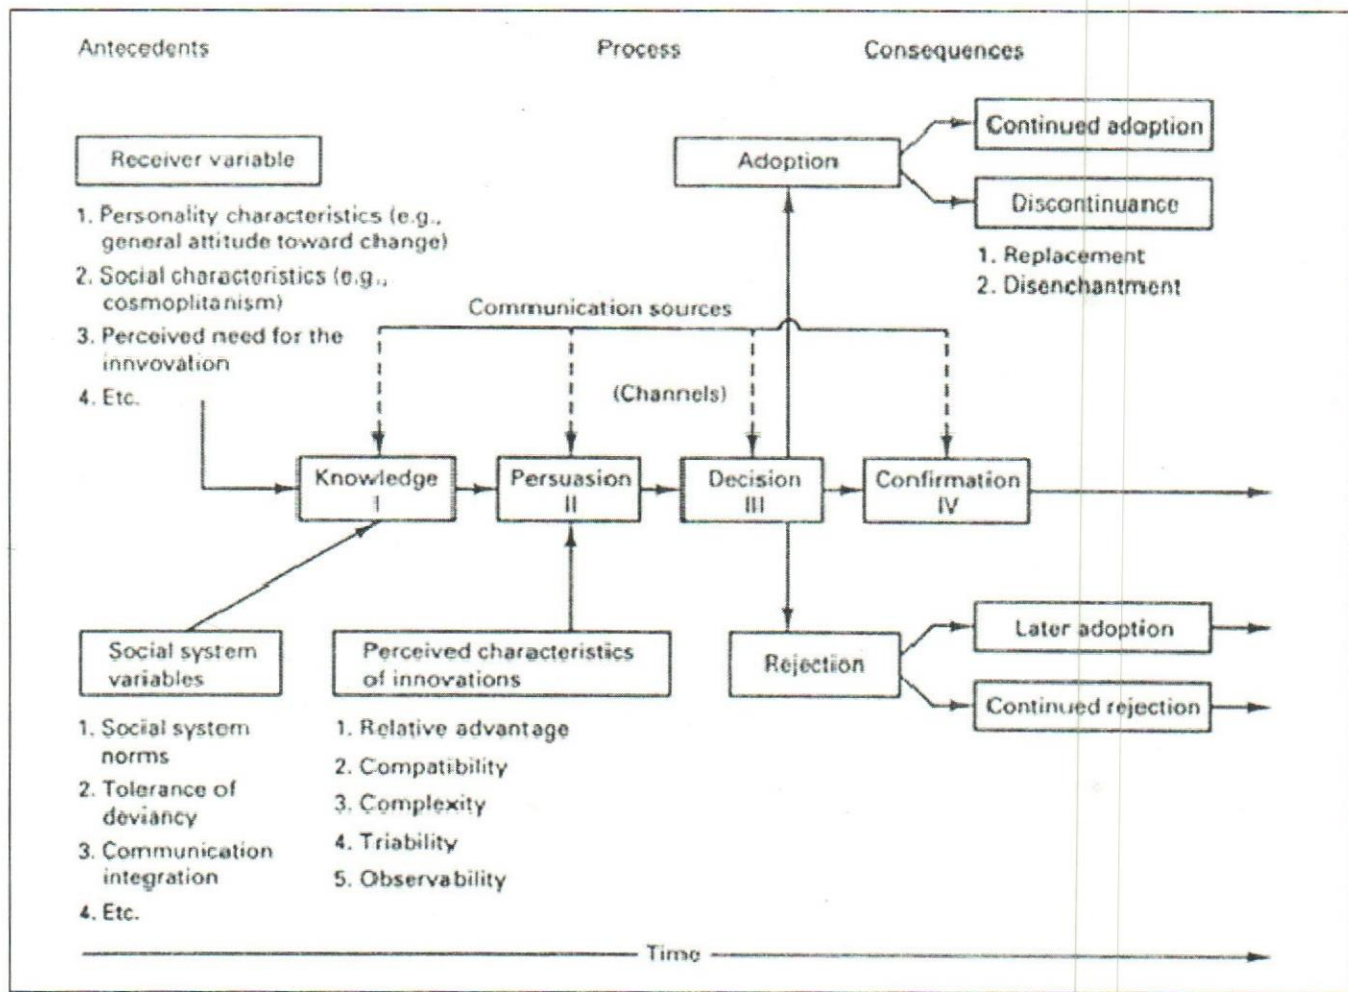 Antecedents
Process
Consequences
Receiver variable
1. Personality characteristics (e.g.,
general attitude toward change)
2. Social characteristics (e.g.,
cosmoplitanism)
3. Perceived need for the
innvovation
4. Etc.
Adoption
Continued adoption
Discontinuance
1. Replacement
2. Disenchantment
Communication sources
(Channels)
Knowledge
I
Persuasion
II
Decision
III
Confirmation
IV
Social system
variables
1. Social system
norms
2. Tolerance of
deviancy
3. Communication
integration
4. Etc.
Perceived characteristics
of innovations
1. Relative advantage
2. Compatibility
3. Complexity
4. Triability
5. Observability
Rejection
Later adoption
Continued rejection
Time